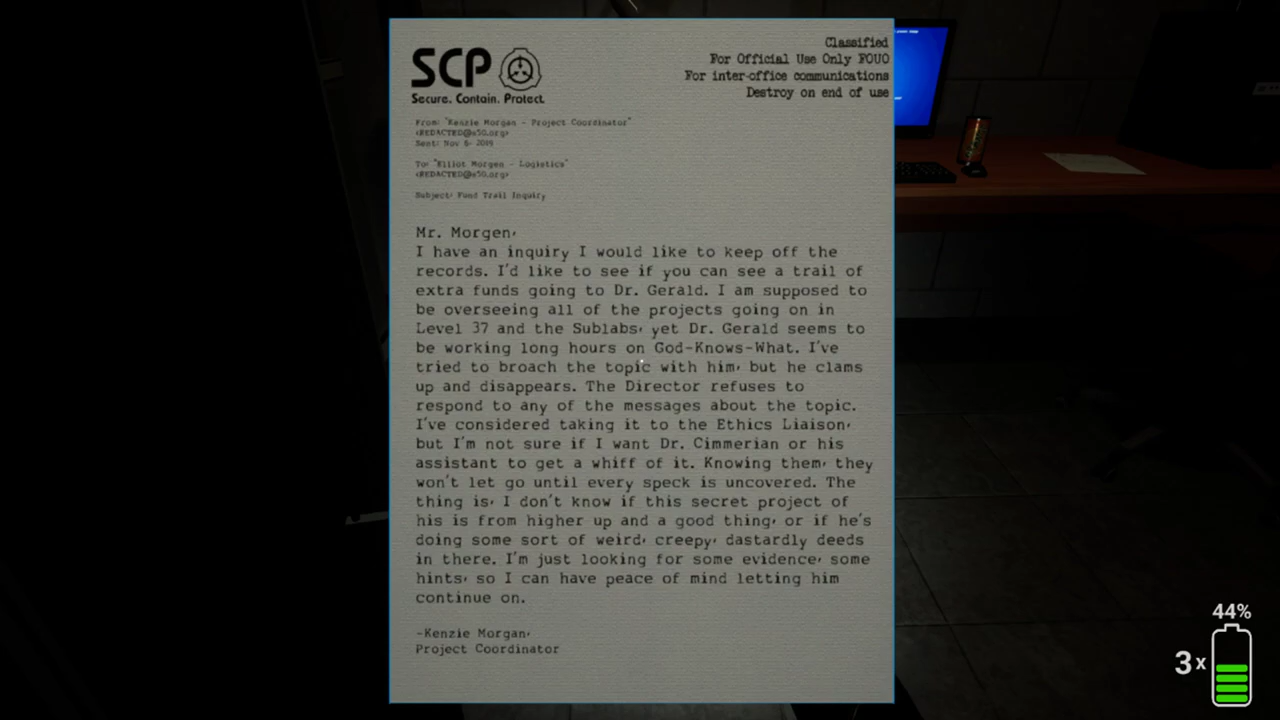 SCP
Secure. Contain. Protect.
Classified
For Official Use Only FOUO
For inter-office communications
Destroy on end of use
From: "Kenzie Morgan - Project Coordinator"
<REDACTED@e50.org>
Sent: Nov 8- 2019
To: "Elliot Morgen - Logistics"
<REDACTED@e50.org>
Subject: Fund Trail Inquiry
Mr. Morgen,
I have an inquiry I would like to keep off the
records. I'd like to see if you can see a trail of
extra funds going to Dr. Gerald. I am supposed to
be overseeing all of the projects going on in
Level 37 and the Sublabs, yet Dr. Gerald seems to
be working long hours on God-Knows-What. I've
tried to broach the topic with him, but he clams
up and disappears. The Director refuses to
respond to any of the messages about the topic.
I've considered taking it to the Ethics Liaison,
but I'm not sure if I want Dr. Cimmerian or his
assistant to get a whiff of it. Knowing them, they
won't let go until every speck is uncovered. The
thing is, I don't know if this secret project of
his is from higher up and a good thing, or if he's
doing some sort of weird, creepy, dastardly deeds
in there. I'm just looking for some evidence, some
hints, so I can have peace of mind letting him
continue on.
-Kenzie Morgan,
Project Coordinator
44%
3x